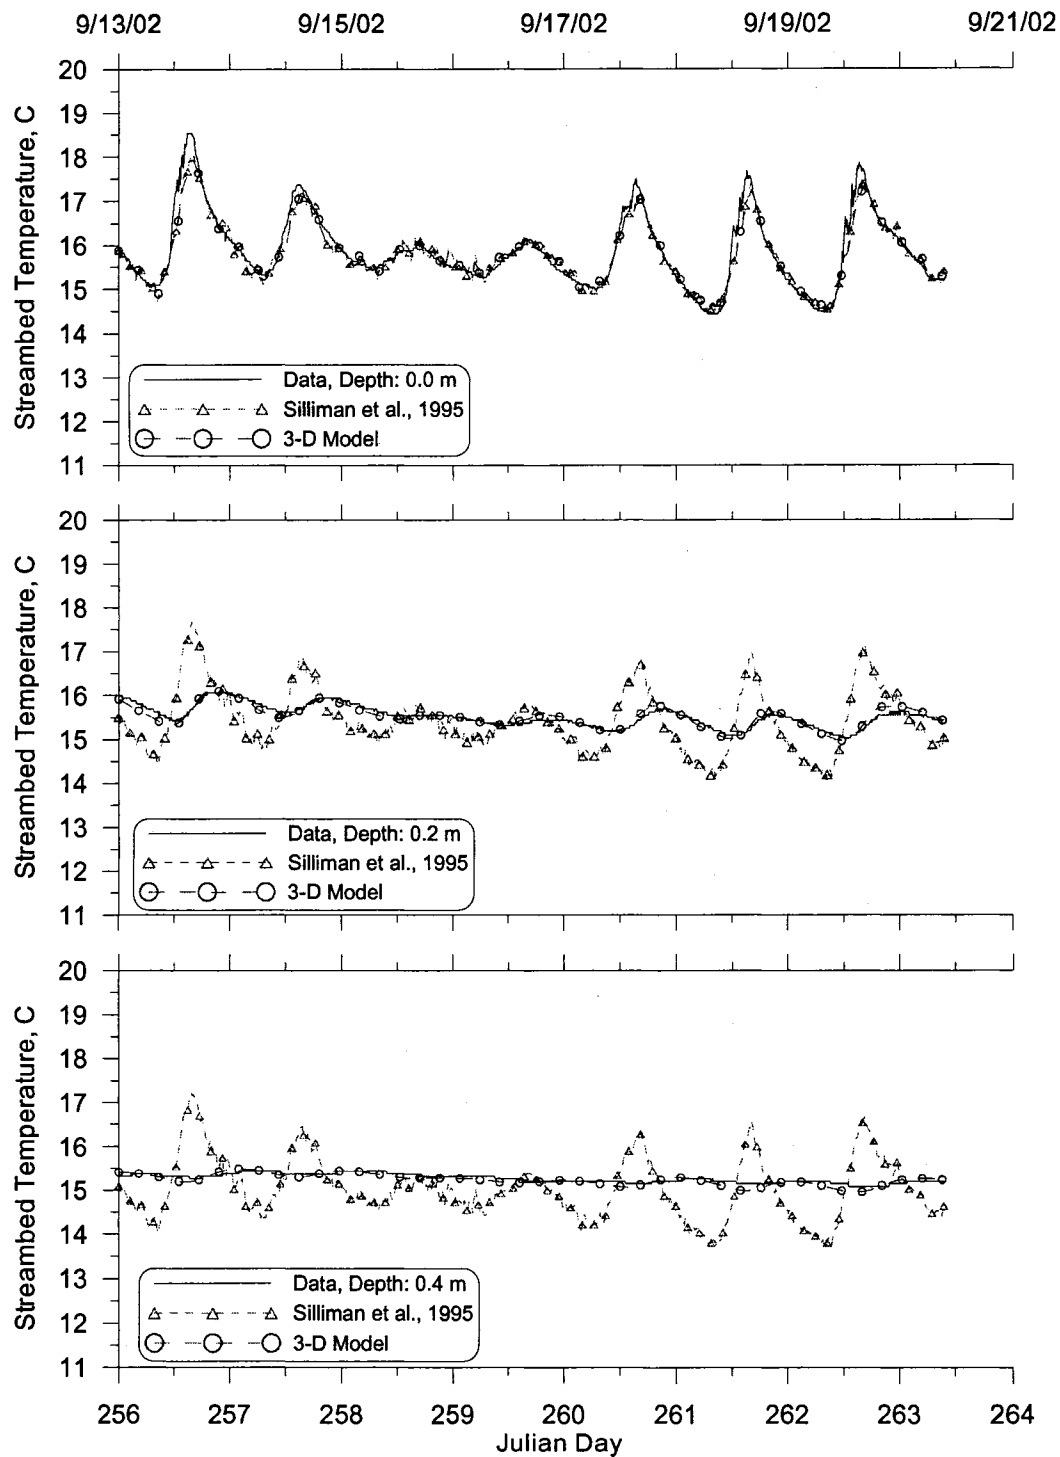 9/13/02 9/15/02 9/17/02 9/19/02 9/21/02
Streambed Temperature, C
20
19
18
17
16
15
14
13
12
11
Data, Depth: 0.0 m
Silliman et al., 1995
3-D Model
Streambed Temperature, C
20
19
18
17
16
15
14
13
12
11
Data, Depth: 0.2 m
Silliman et al., 1995
3-D Model
Streambed Temperature, C
20
19
18
17
16
15
14
13
12
11
Data, Depth: 0.4 m
Silliman et al., 1995
3-D Model
256 257 258 259 260 261 262 263 264
Julian Day